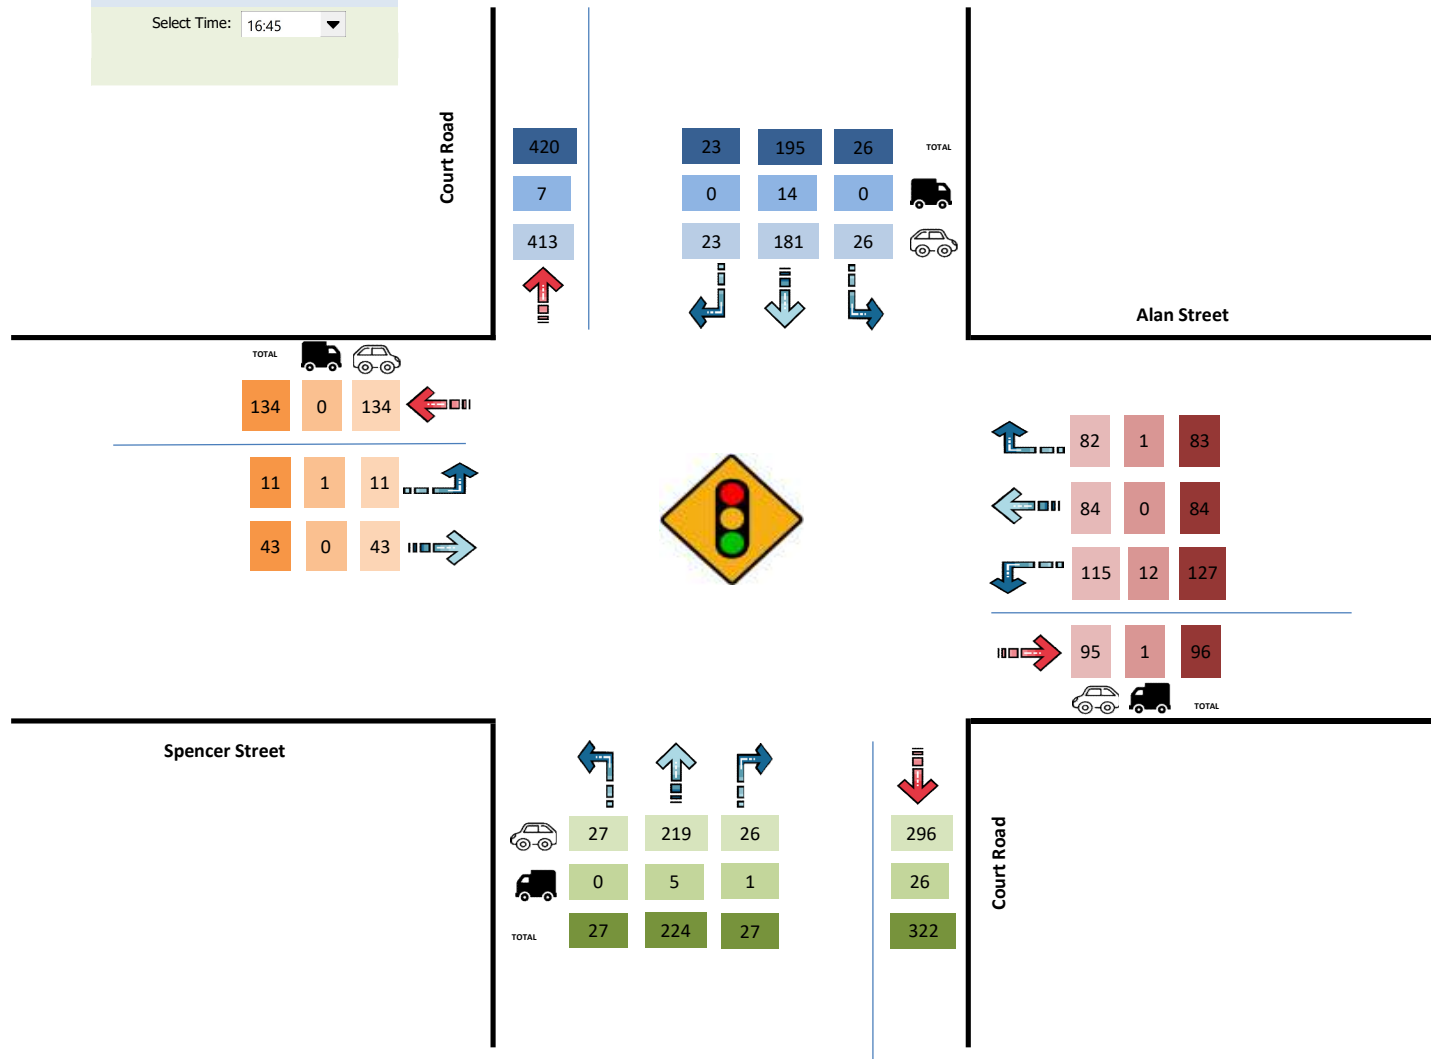 Select Time: 16:45
Court Road
420 23 195 26 TOTAL
7 0 14 0
413 23 181 26
Alan Street
TOTAL
134 0 134
11 1 11
43 0 43
82 1 83
84 0 84
115 12 127
95 1 96
TOTAL
Spencer Street
27 219 26 296
0 5 1 26
TOTAL 27 224 27 322
Court Road